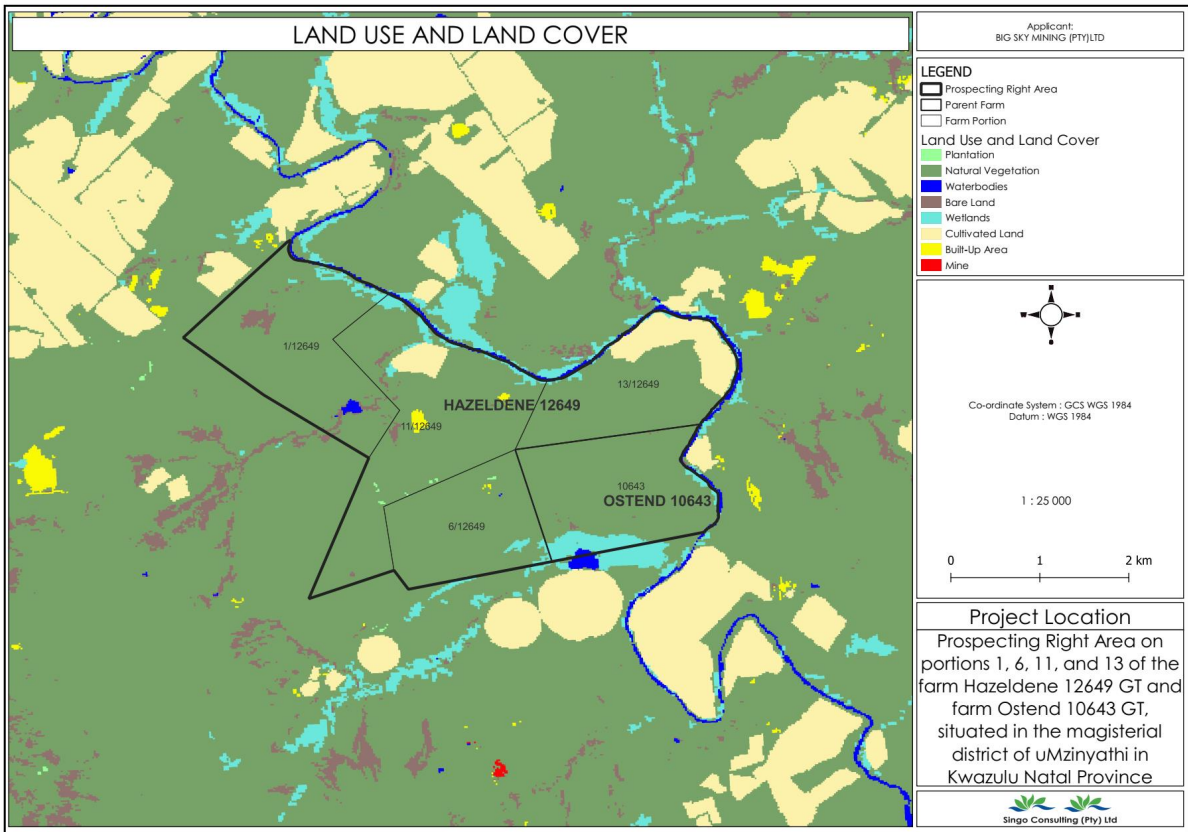 LAND USE AND LAND COVER
Applicant:
BIG SKY MINING (PTY)LTD
LEGEND
Prospecting Right Area
Parent Farm
Farm Portion
Land Use and Land Cover
Plantation
Natural Vegetation
Waterbodies
Bare Land
Wetlands
Cultivated Land
Built-Up Area
Mine
N
W
E
S
Co-ordinate System : GCS WGS 1984
Datum : WGS 1984
1 : 25 000
0 1 2 km
Project Location
Prospecting Right Area on
portions 1, 6, 11, and 13 of the
farm Hazeldene 12649 GT and
farm Ostend 10643 GT,
situated in the magisterial
district of uMzinyathi in
Kwazulu Natal Province
Singo Consulting (Pty) Ltd
1/12649
13/12649
HAZELDENE 12649
11/12649
10643
OSTEND 10643
6/12649